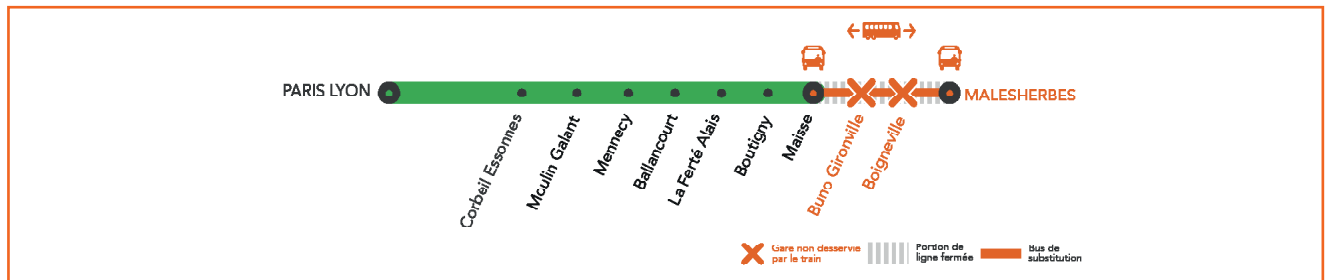 PARIS LYON
Corbeil Essonnes
Moulin Galant
Mennecy
Ballancourt
La Ferté Alais
Boutigny
Maisse
Buno Gironville
Boigneville
MALESHERBES
Gare non desservie
par le train
Portion de
ligne fermée
Bus de
substitution